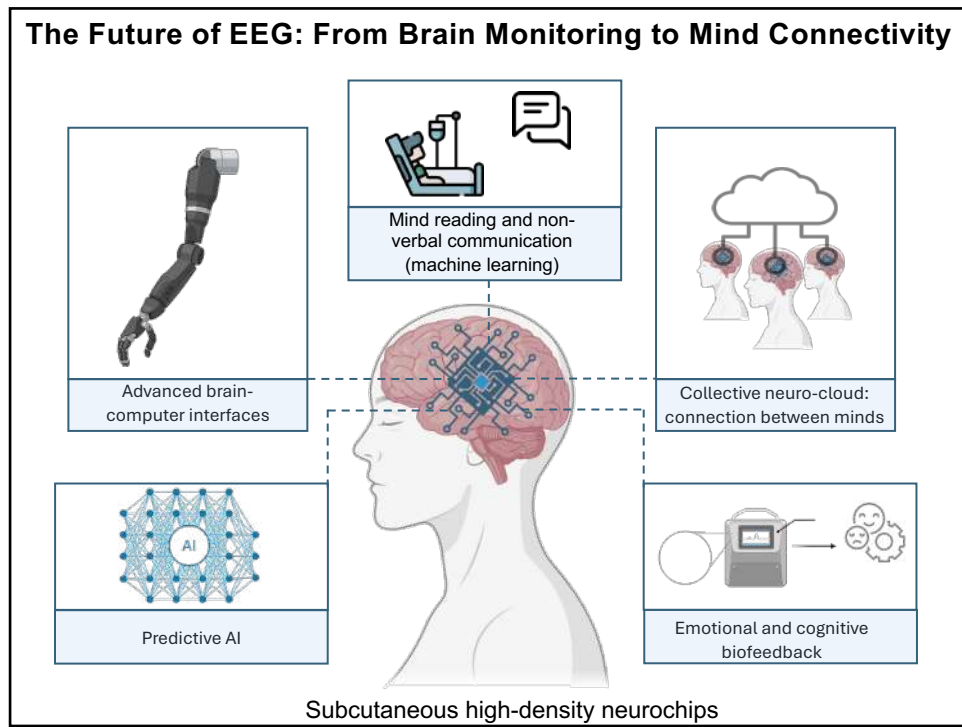 The Future of EEG: From Brain Monitoring to Mind Connectivity
Mind reading and non-
verbal communication
(machine learning)
Advanced brain-
computer interfaces
Collective neuro-cloud:
connection between minds
AI
Predictive AI
Emotional and cognitive
biofeedback
Subcutaneous high-density neurochips